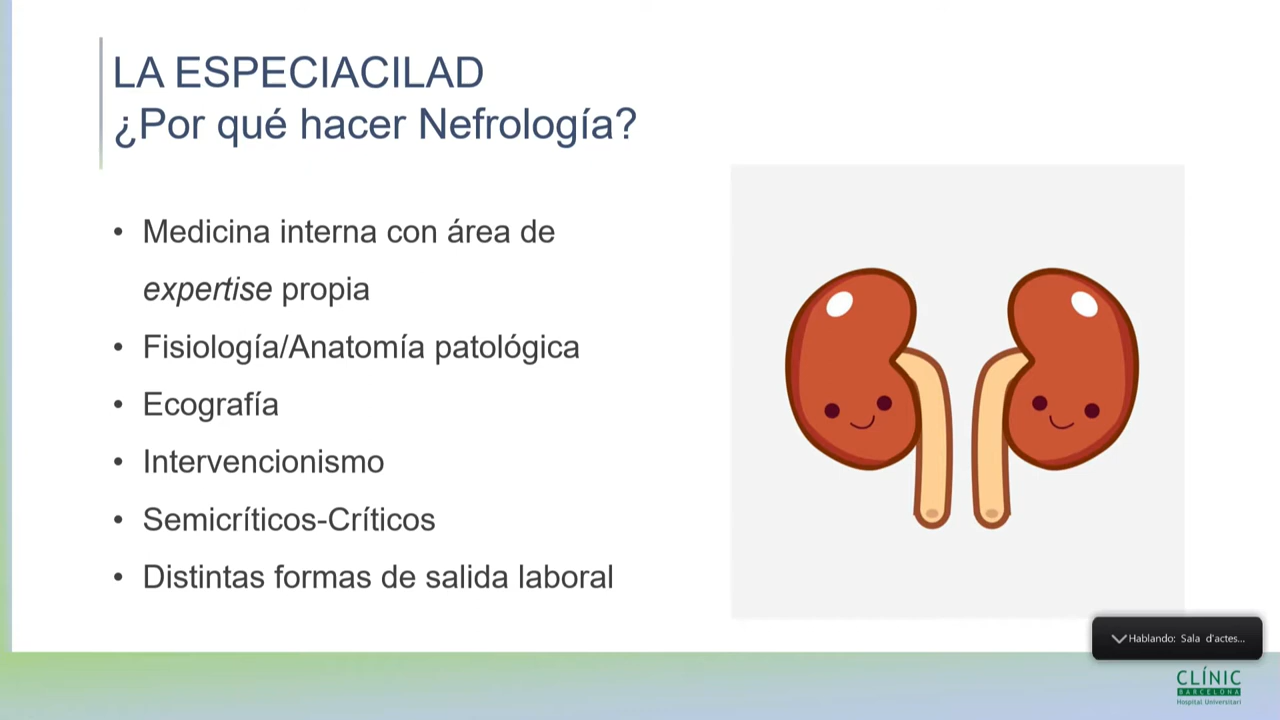 LA ESPECIACILAD
¿Por qué hacer Nefrología?
• Medicina interna con área de
expertise propia
• Fisiología/Anatomía patológica
• Ecografía
• Intervencionismo
• Semicríticos-Críticos
• Distintas formas de salida laboral
Hablando: Sala d'actes...
CLÍNIC
BARCELONA
Hospital Universitari